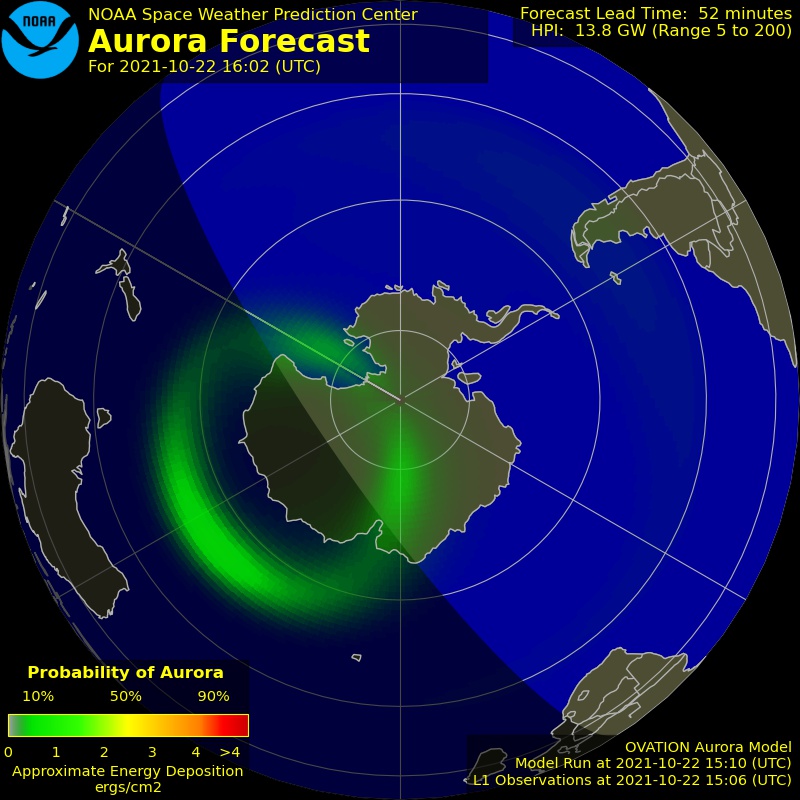 NOAA
NOAA Space Weather Prediction Center
Aurora Forecast
For 2021-10-22 16:02 (UTC)
Forecast Lead Time: 52 minutes
HPI: 13.8 GW (Range 5 to 200)
Probability of Aurora
10% 50% 90%
0 1 2 3 4 >4
Approximate Energy Deposition
ergs/cm2
OVATION Aurora Model
Model Run at 2021-10-22 15:10 (UTC)
L1 Observations at 2021-10-22 15:06 (UTC)